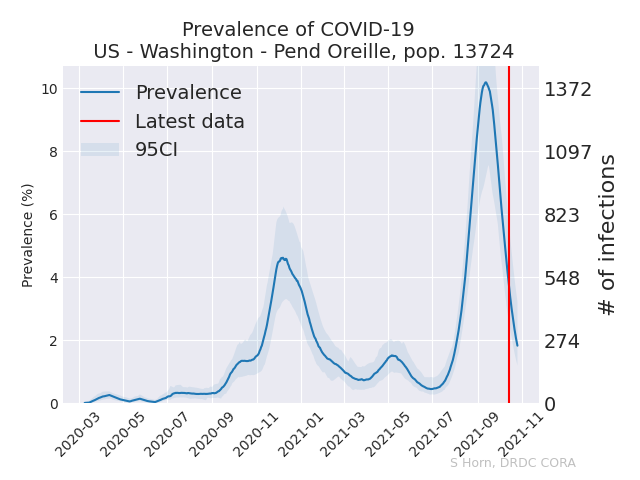 Prevalence of COVID-19
US - Washington - Pend Oreille, pop. 13724
Prevalence
Latest data
95CI
10
8
6
4
2
0
Prevalence (%)
1372
1097
823
548
274
0
# of infections
2020-03
2020-05
2020-07
2020-09
2020-11
2021-01
2021-03
2021-05
2021-07
2021-09
2021-11
S Horn, DRDC CORA